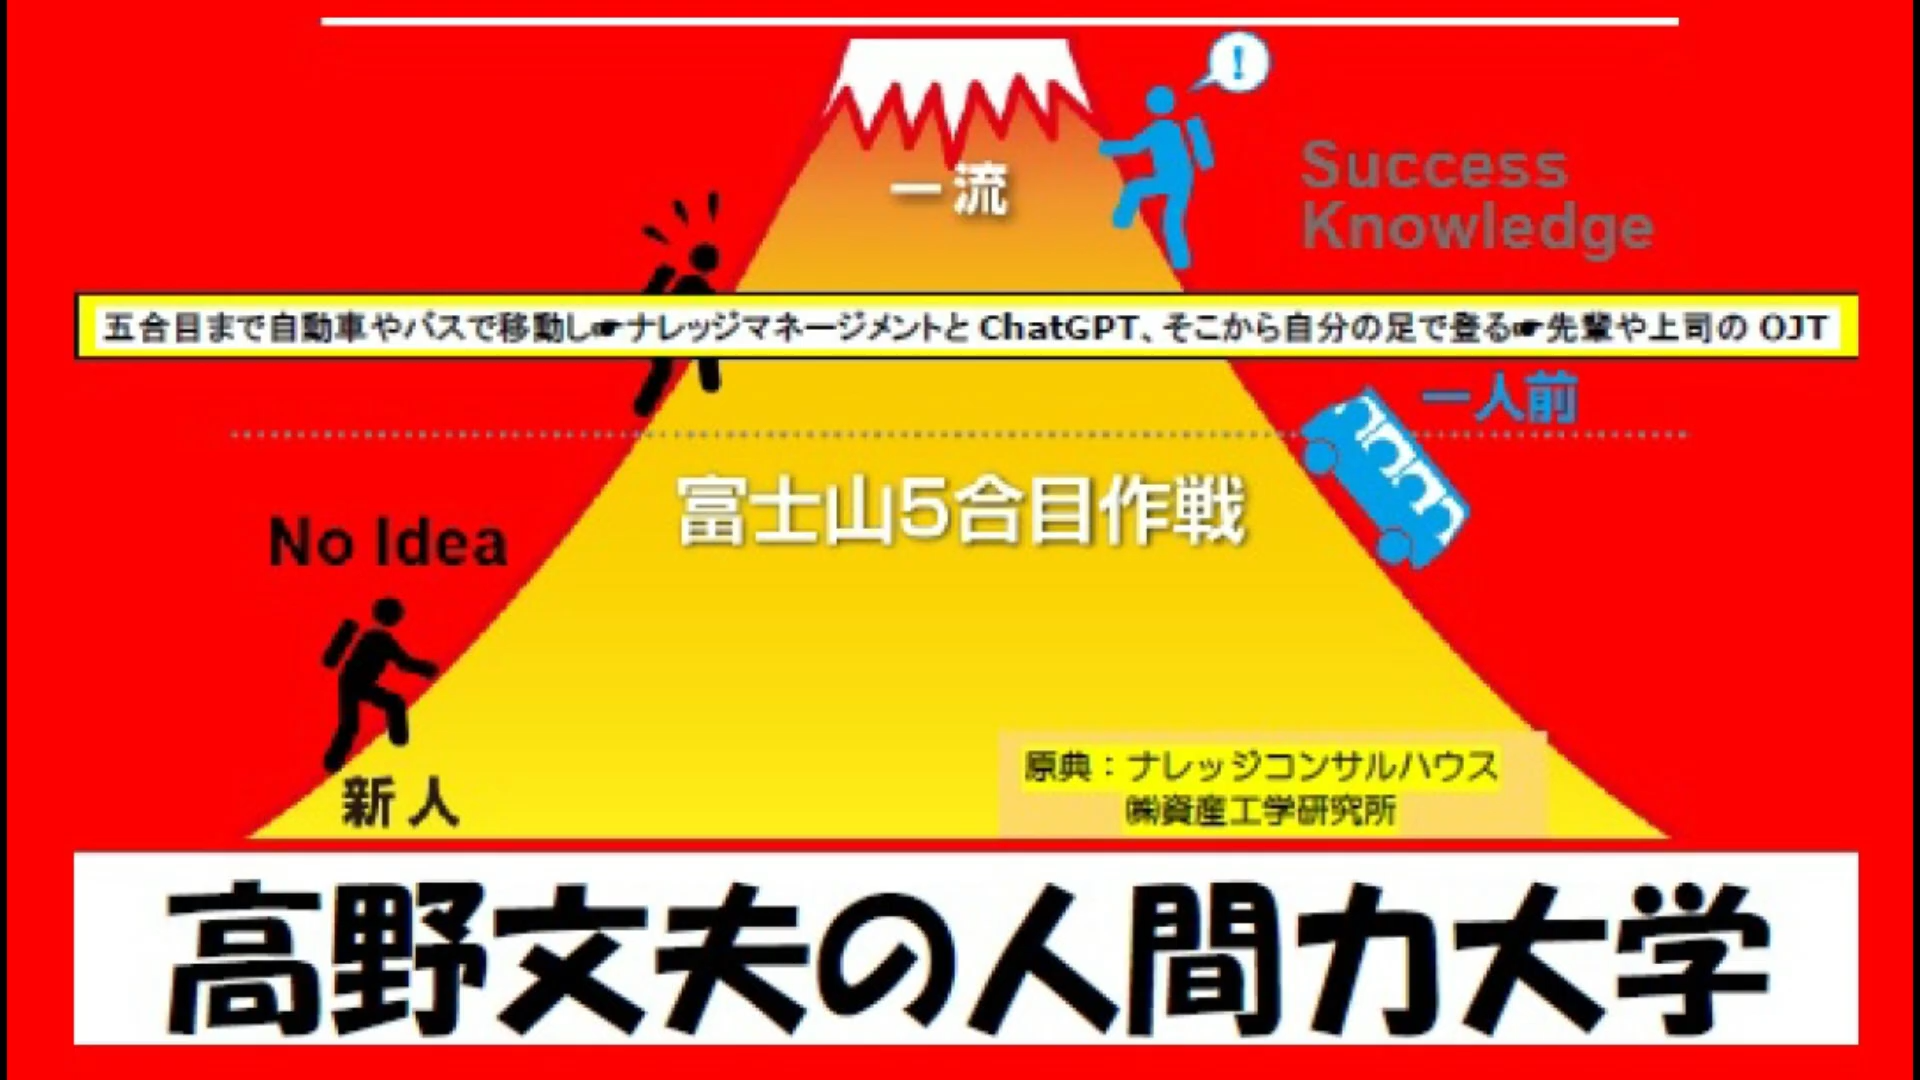 !
一流
Success
Knowledge
五合目まで自動車やバスで移動し☛ナレッジマネージメントと ChatGPT、そこから自分の足で登る☛先輩や上司の OJT
一人前
富士山5合目作戦
No Idea
新人
原典：ナレッジコンサルハウス
㈱資産工学研究所
高野文夫の人間力大学